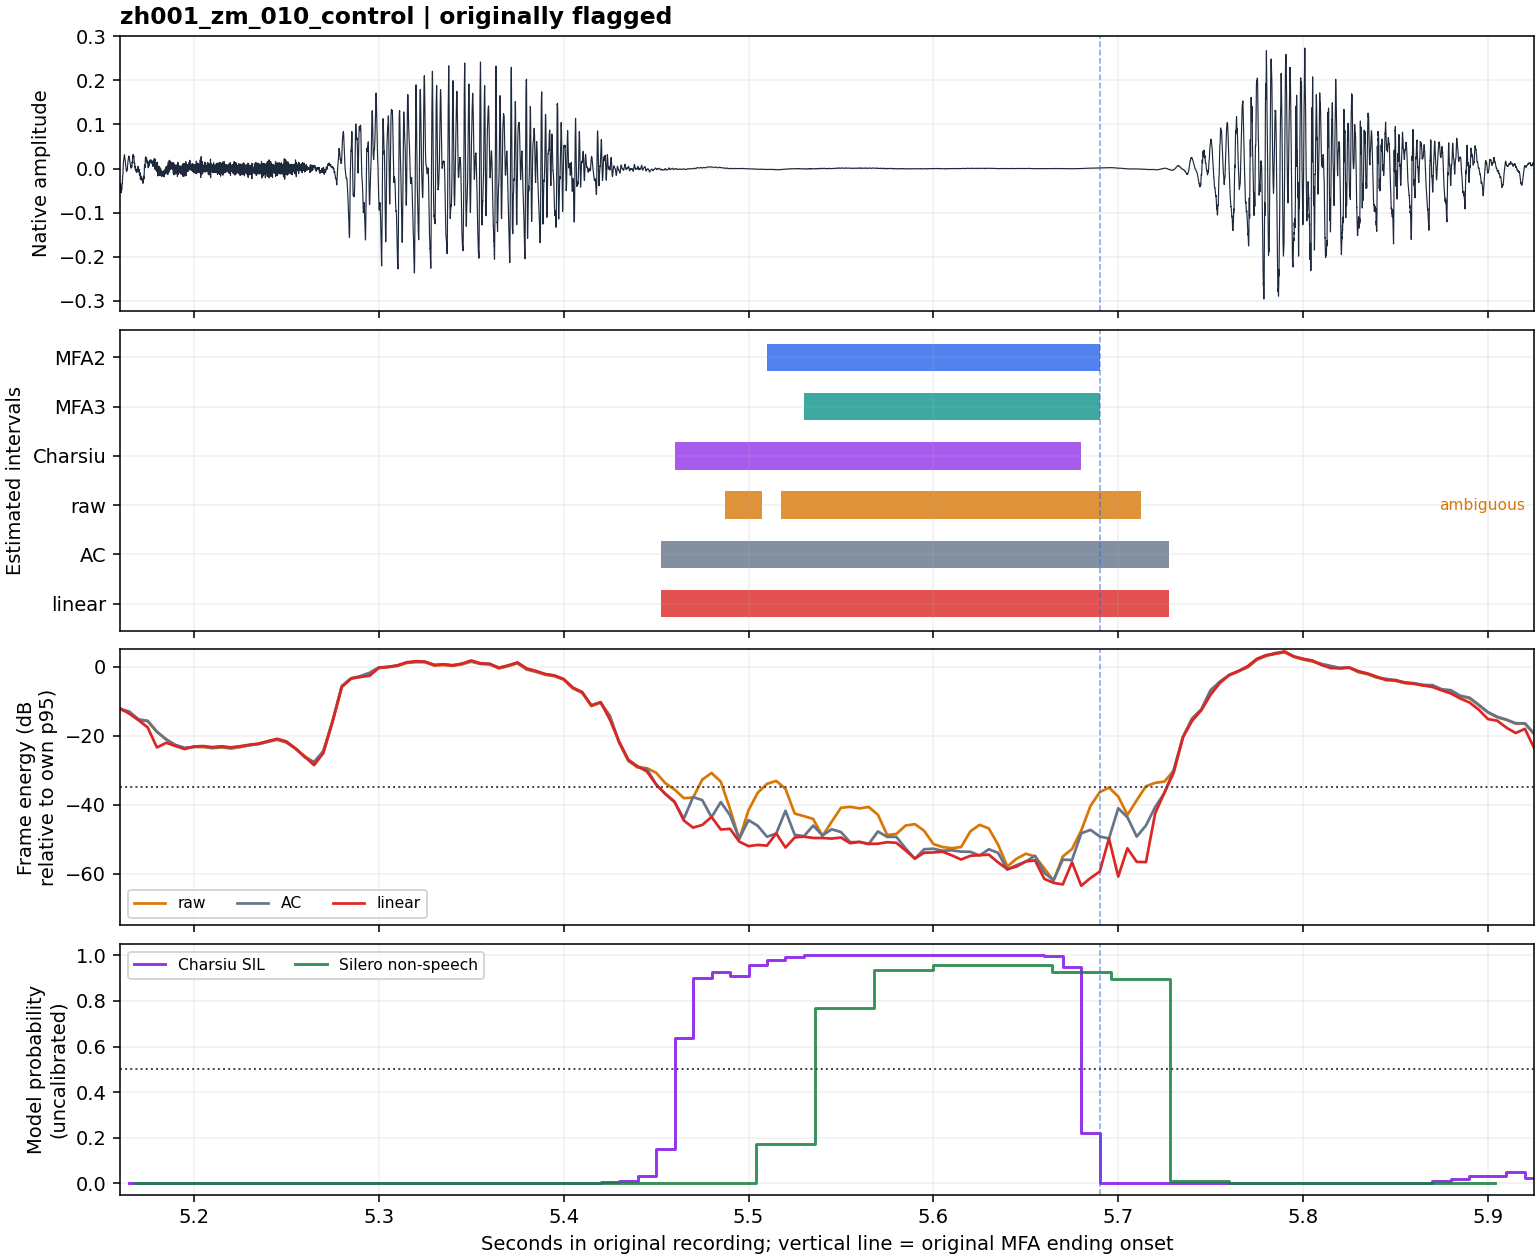 zh001_zm_010_control | originally flagged
Native amplitude
0.3
0.2
0.1
0.0
−0.1
−0.2
−0.3
Estimated intervals
MFA2
MFA3
Charsiu
raw
AC
linear
ambiguous
Frame energy (dB
relative to own p95)
0
−20
−40
−60
raw
AC
linear
Model probability
(uncalibrated)
1.0
0.8
0.6
0.4
0.2
0.0
Charsiu SIL
Silero non-speech
5.2
5.3
5.4
5.5
5.6
5.7
5.8
5.9
Seconds in original recording; vertical line = original MFA ending onset